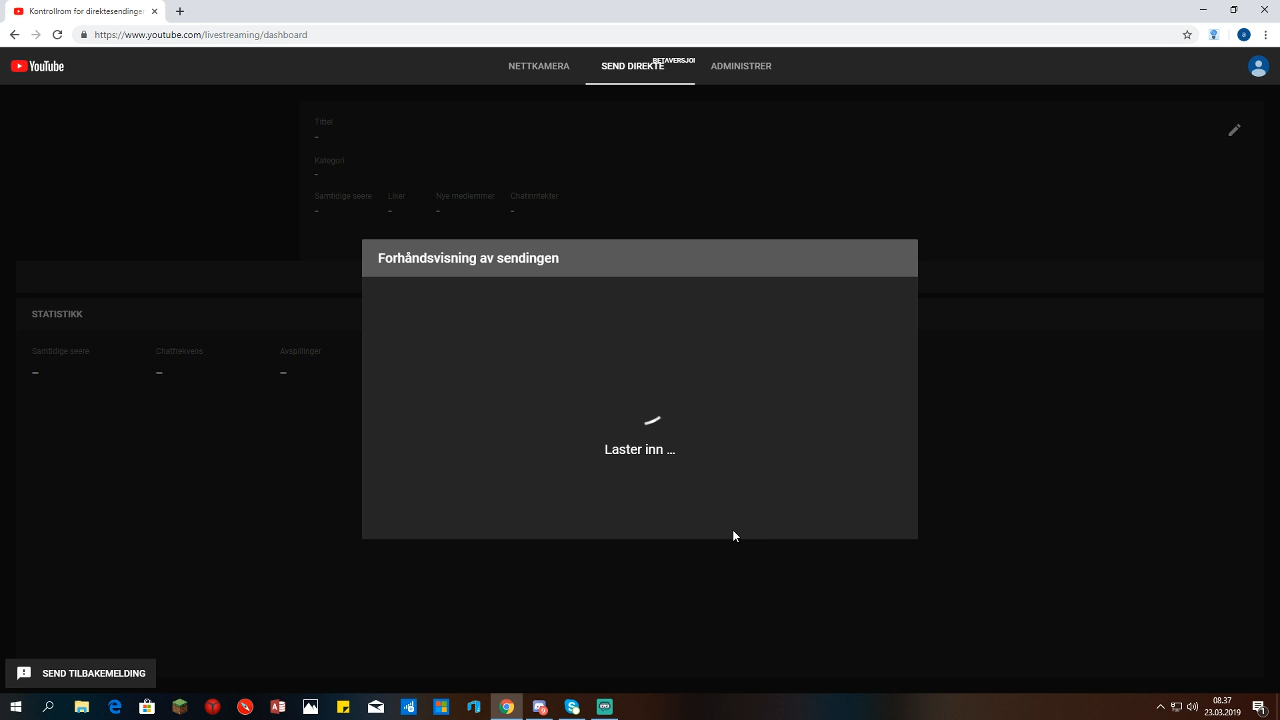 Kontrollrom for direktesendinger
https://www.youtube.com/livestreaming/dashboard
YouTube
NETTKAMERA
SEND DIREKTE
BETAVERSJON
ADMINISTRER
Tittel
-
Kategori
-
Samtidige seere Liker Nye medlemmer Chatinntekter
- - - -
Forhåndsvisning av sendingen
STATISTIKK
Samtidige seere Chatfrekvens Avspillinger
– – –
Laster inn ...
SEND TILBAKEMELDING
08.37
23.03.2019